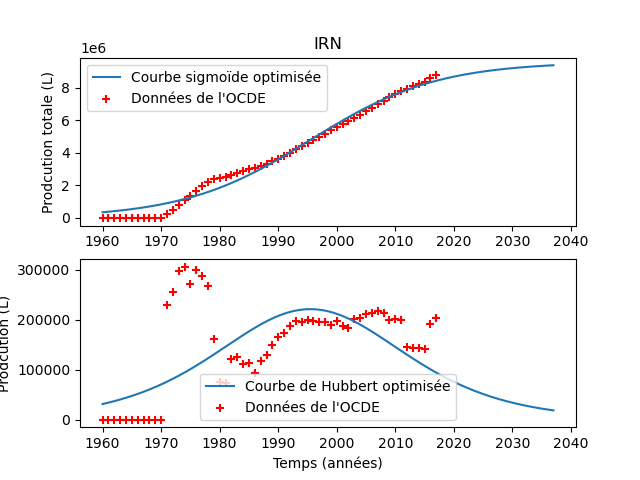 IRN
1e6
Prodcution totale (L)
8
6
4
2
0
Courbe sigmoïde optimisée
Données de l'OCDE
1960 1970 1980 1990 2000 2010 2020 2030 2040
Prodcution (L)
300000
200000
100000
0
Courbe de Hubbert optimisée
Données de l'OCDE
1960 1970 1980 1990 2000 2010 2020 2030 2040
Temps (années)